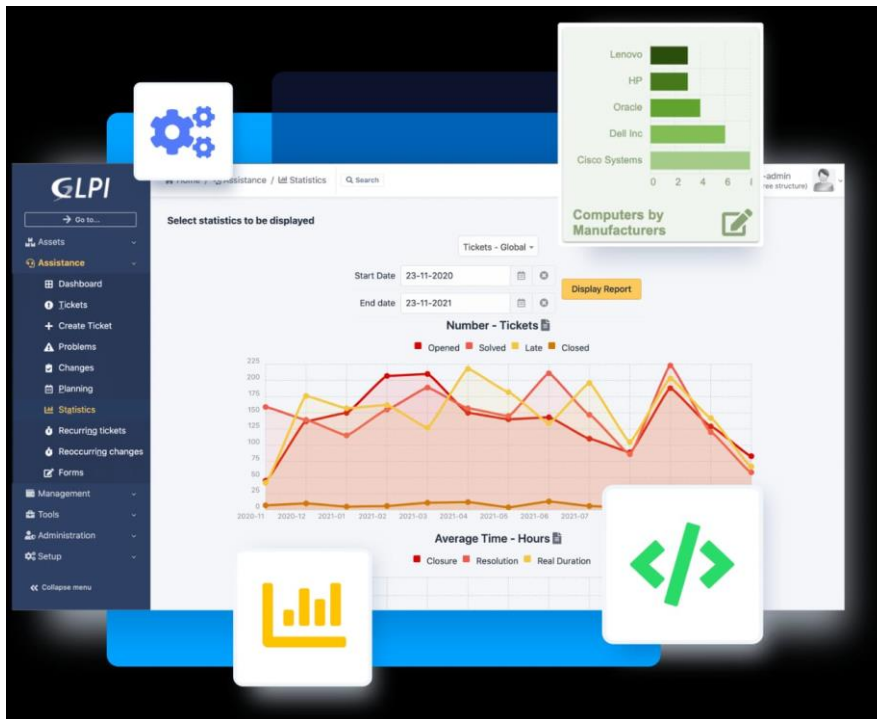 Lenovo
HP
Oracle
Dell Inc
Cisco Systems
0 2 4 6
Computers by
Manufacturers
GLPI
Go to...
Assets
Assistance
Dashboard
Tickets
Create Ticket
Problems
Changes
Planning
Statistics
Recurring tickets
Reoccurring changes
Forms
Management
Tools
Administration
Setup
Collapse menu
Home / Assistance / Statistics Search
-admin
ree structure)
Select statistics to be displayed
Tickets - Global
Start Date 23-11-2020
End date 23-11-2021
Display Report
Number - Tickets
Opened Solved Late Closed
225
200
175
150
125
100
75
50
25
0
2020-11 2020-12 2021-01 2021-02 2021-03 2021-04 2021-05 2021-06 2021-07
Average Time - Hours
Closure Resolution Real Duration
</>